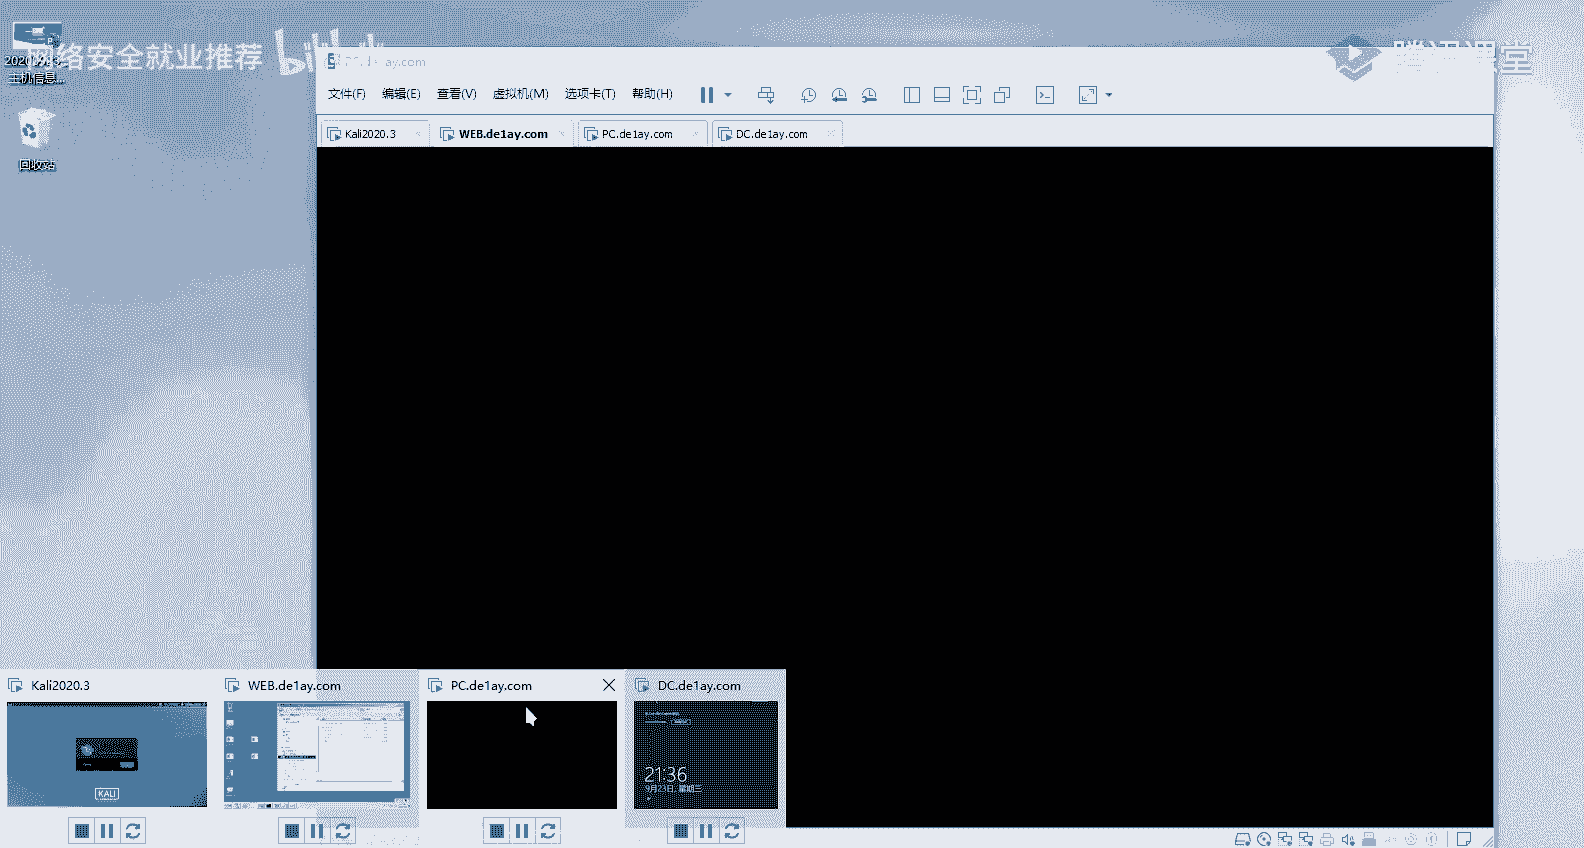 网络安全就业推荐
bilibili
腾讯课堂
主机信息...
回收站
文件(F) 编辑(E) 查看(V) 虚拟机(M) 选项卡(T) 帮助(H)
Kali2020.3 WEB.de1ay.com PC.de1ay.com DC.de1ay.com
Kali2020.3 WEB.de1ay.com PC.de1ay.com DC.de1ay.com
KALI
21:36
9月23日, 星期三